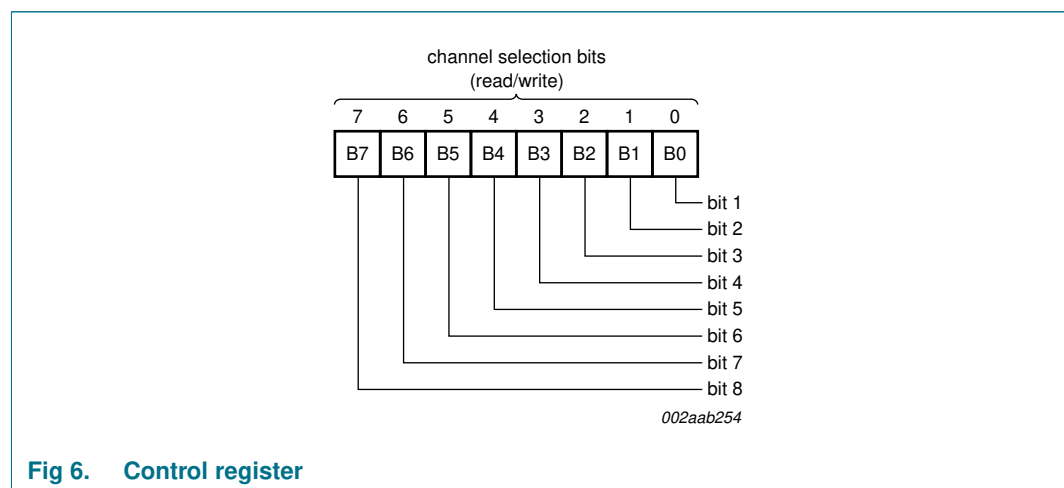 channel selection bits
(read/write)
7 6 5 4 3 2 1 0
B7 B6 B5 B4 B3 B2 B1 B0
bit 1
bit 2
bit 3
bit 4
bit 5
bit 6
bit 7
bit 8
002aab254
Fig 6. Control register